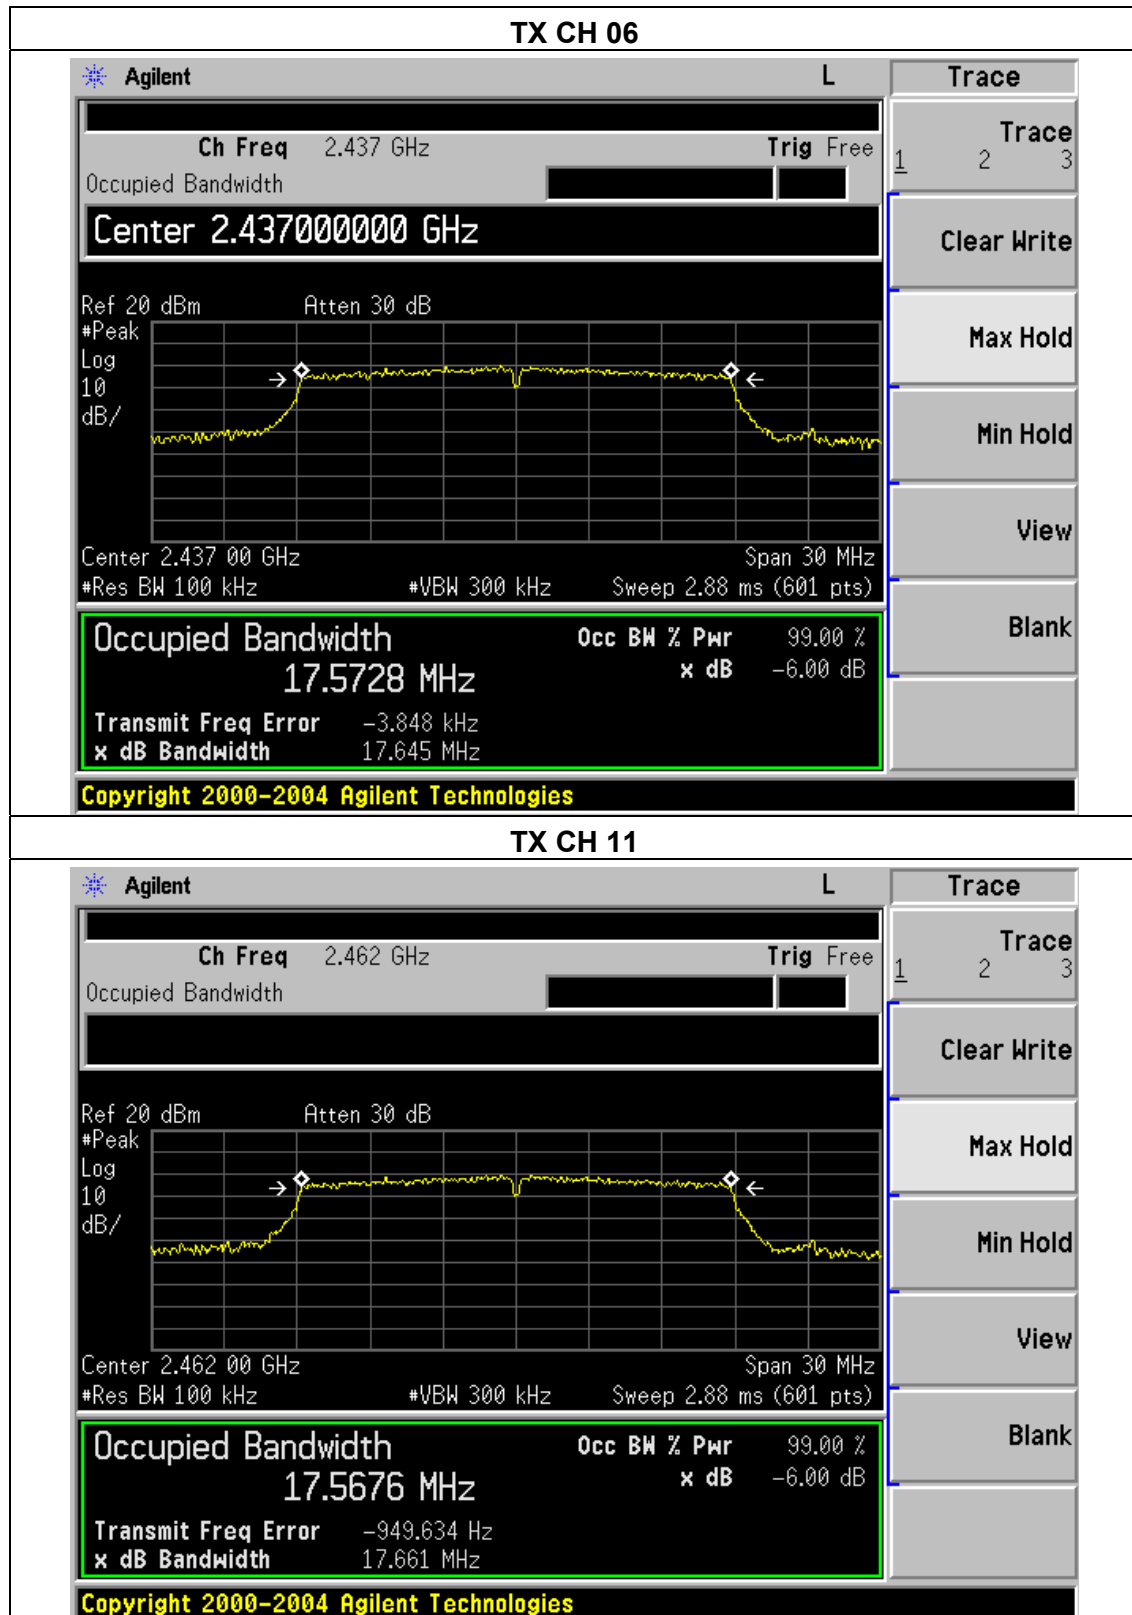 TX CH 06
Agilent L Trace
Ch Freq 2.437 GHz Trig Free
Trace
1 2 3
Occupied Bandwidth
Center 2.437000000 GHz
Clear Write
Ref 20 dBm Atten 30 dB
#Peak
Log
10
dB/
Max Hold
Min Hold
View
Center 2.437 00 GHz Span 30 MHz
#Res BW 100 kHz #VBW 300 kHz Sweep 2.88 ms (601 pts)
Blank
Occupied Bandwidth Occ BW % Pwr 99.00 %
17.5728 MHz x dB -6.00 dB
Transmit Freq Error -3.848 kHz
x dB Bandwidth 17.645 MHz
Copyright 2000-2004 Agilent Technologies
TX CH 11
Agilent L Trace
Ch Freq 2.462 GHz Trig Free
Trace
1 2 3
Occupied Bandwidth
Clear Write
Ref 20 dBm Atten 30 dB
#Peak
Log
10
dB/
Max Hold
Min Hold
View
Center 2.462 00 GHz Span 30 MHz
#Res BW 100 kHz #VBW 300 kHz Sweep 2.88 ms (601 pts)
Blank
Occupied Bandwidth Occ BW % Pwr 99.00 %
17.5676 MHz x dB -6.00 dB
Transmit Freq Error -949.634 Hz
x dB Bandwidth 17.661 MHz
Copyright 2000-2004 Agilent Technologies